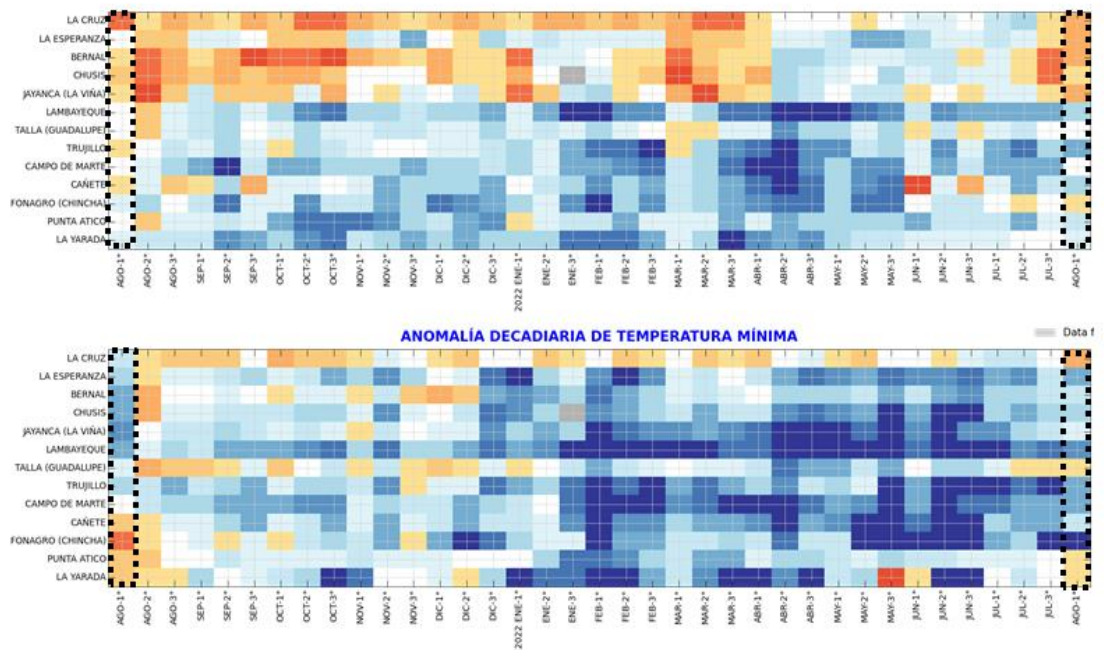 LA CRUZ
LA ESPERANZA
BERNAL
CHUSIS
JAYANCA (LA VIÑA)
LAMBAYEQUE
TALLA (GUADALUPE)
TRUJILLO
CAMPO DE MARTE
CAÑETE
FONAGRO (CHINCHA)
PUNTA ATICO
LA YARADA
AGO-1°
AGO-2°
AGO-3°
SEP-1°
SEP-2°
SEP-3°
OCT-1°
OCT-2°
OCT-3°
NOV-1°
NOV-2°
NOV-3°
DIC-1°
DIC-2°
DIC-3°
2022 ENE-1°
ENE-2°
ENE-3°
FEB-1°
FEB-2°
FEB-3°
MAR-1°
MAR-2°
MAR-3°
ABR-1°
ABR-2°
ABR-3°
MAY-1°
MAY-2°
MAY-3°
JUN-1°
JUN-2°
JUN-3°
JUL-1°
JUL-2°
JUL-3°
AGO-1°
ANOMALÍA DECADIARIA DE TEMPERATURA MÍNIMA
Data f
LA CRUZ
LA ESPERANZA
BERNAL
CHUSIS
JAYANCA (LA VIÑA)
LAMBAYEQUE
TALLA (GUADALUPE)
TRUJILLO
CAMPO DE MARTE
CAÑETE
FONAGRO (CHINCHA)
PUNTA ATICO
LA YARADA
AGO-1°
AGO-2°
AGO-3°
SEP-1°
SEP-2°
SEP-3°
OCT-1°
OCT-2°
OCT-3°
NOV-1°
NOV-2°
NOV-3°
DIC-1°
DIC-2°
DIC-3°
2022 ENE-1°
ENE-2°
ENE-3°
FEB-1°
FEB-2°
FEB-3°
MAR-1°
MAR-2°
MAR-3°
ABR-1°
ABR-2°
ABR-3°
MAY-1°
MAY-2°
MAY-3°
JUN-1°
JUN-2°
JUN-3°
JUL-1°
JUL-2°
JUL-3°
AGO-1°